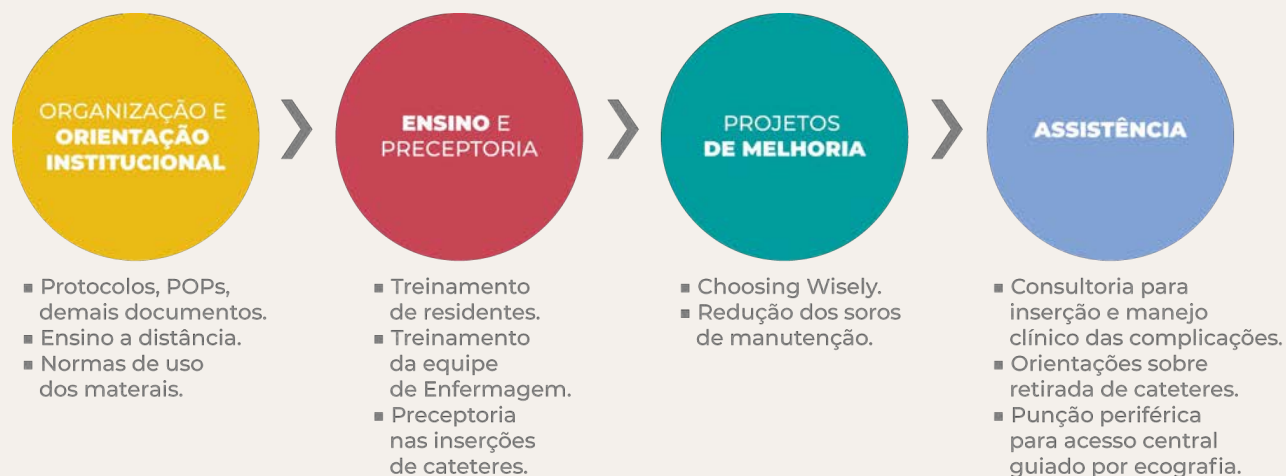 ORGANIZAÇÃO E
ORIENTAÇÃO
INSTITUCIONAL
▪ Protocolos, POPs,
demais documentos.
▪ Ensino a distância.
▪ Normas de uso
dos materais.
ENSINO E
PRECEPTORIA
▪ Treinamento
de residentes.
▪ Treinamento
da equipe
de Enfermagem.
▪ Preceptoria
nas inserções
de cateteres.
PROJETOS
DE MELHORIA
▪ Choosing Wisely.
▪ Redução dos soros
de manutenção.
ASSISTÊNCIA
▪ Consultoria para
inserção e manejo
clínico das complicações.
▪ Orientações sobre
retirada de cateteres.
▪ Punção periférica
para acesso central
guiado por ecografia.